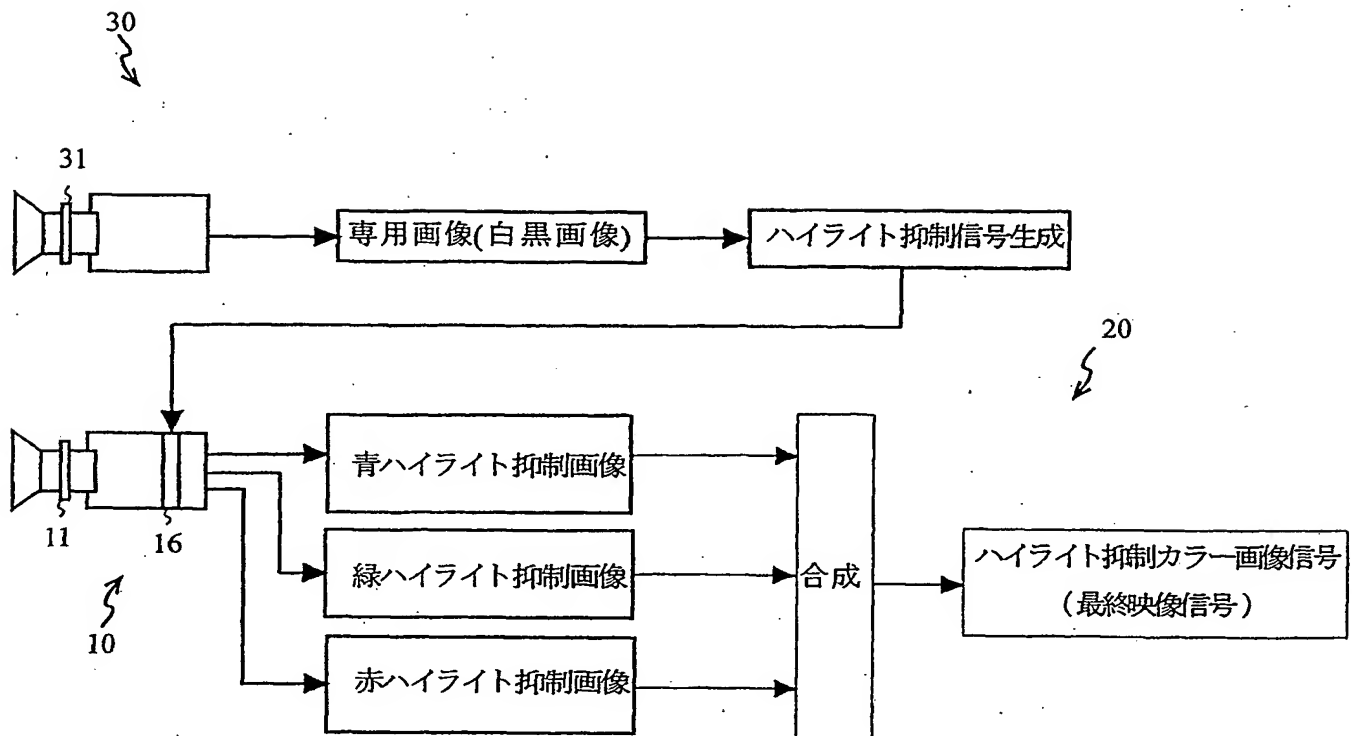 30
31
専用画像(白黒画像)
ハイライト抑制信号生成
20
青ハイライト抑制画像
11
16
緑ハイライト抑制画像
合成
ハイライト抑制カラー画像信号
(最終映像信号)
10
赤ハイライト抑制画像